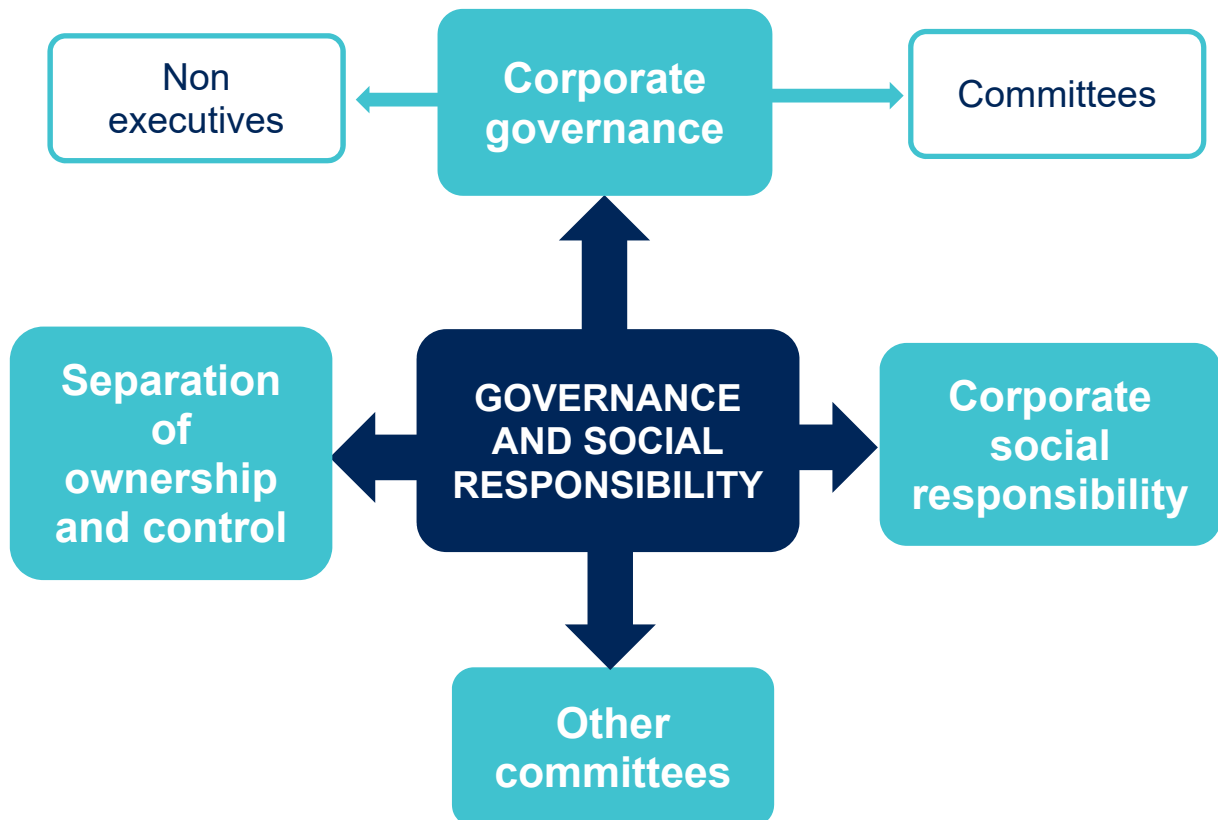 Non
executives
Corporate
governance
Committees
Separation
of
ownership
and control
GOVERNANCE
AND SOCIAL
RESPONSIBILITY
Corporate
social
responsibility
Other
committees